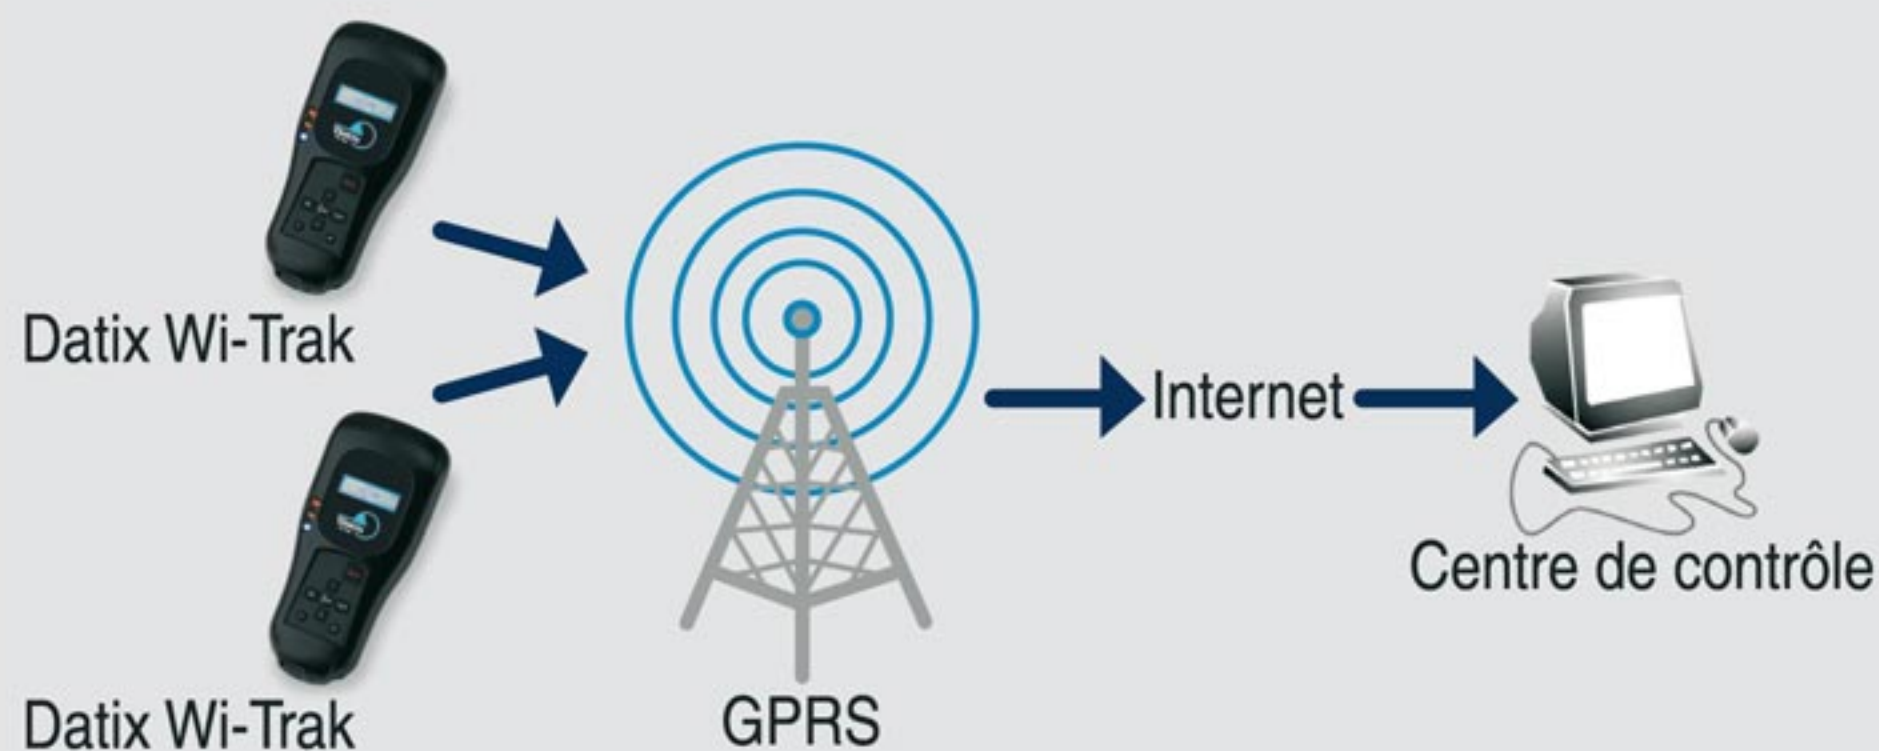 Datix Wi-Trak
Datix Wi-Trak
GPRS
Internet
Centre de contrôle